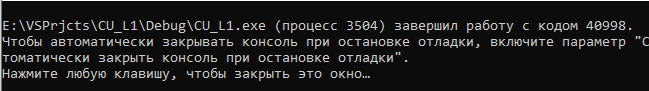 E:\VSPrjcts\CU_L1\Debug\CU_L1.exe (процесс 3504) завершил работу с кодом 40998.
Чтобы автоматически закрывать консоль при остановке отладки, включите параметр "С
томатически закрыть консоль при остановке отладки".
Нажмите любую клавишу, чтобы закрыть это окно…